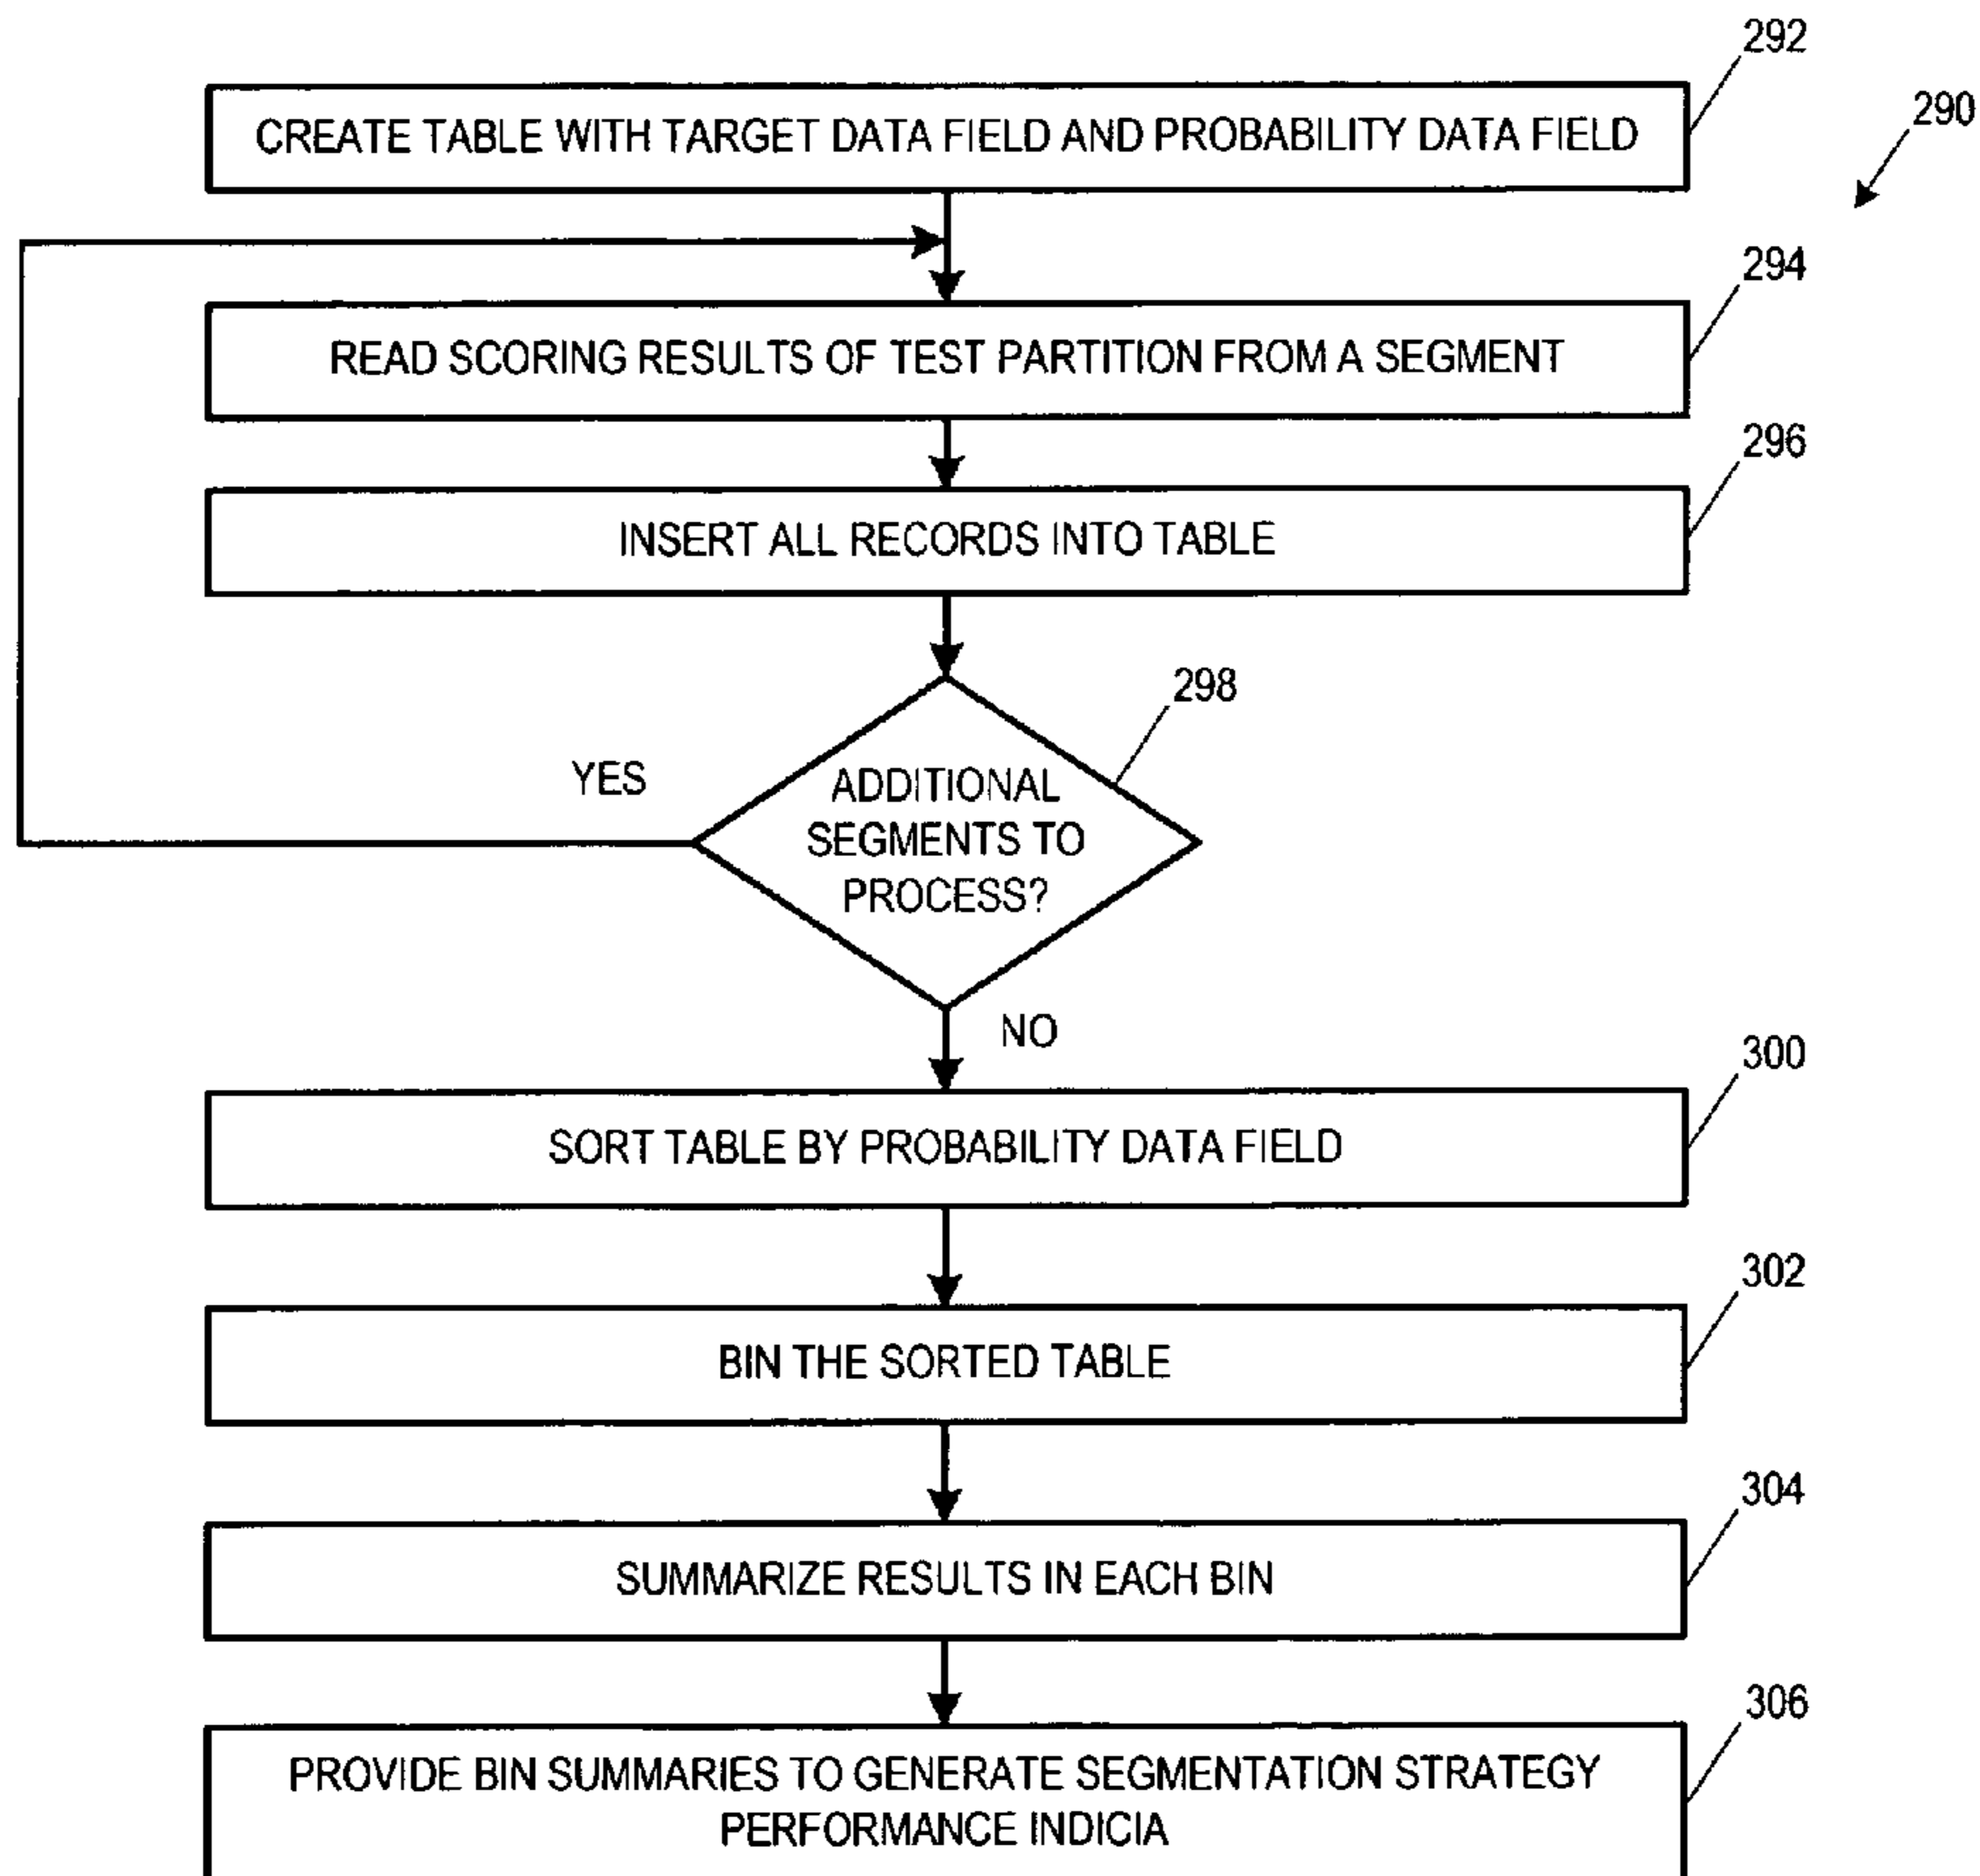 292
CREATE TABLE WITH TARGET DATA FIELD AND PROBABILITY DATA FIELD
290
294
READ SCORING RESULTS OF TEST PARTITION FROM A SEGMENT
296
INSERT ALL RECORDS INTO TABLE
298
YES
ADDITIONAL
SEGMENTS TO
PROCESS?
NO
300
SORT TABLE BY PROBABILITY DATA FIELD
302
BIN THE SORTED TABLE
304
SUMMARIZE RESULTS IN EACH BIN
306
PROVIDE BIN SUMMARIES TO GENERATE SEGMENTATION STRATEGY
PERFORMANCE INDICIA